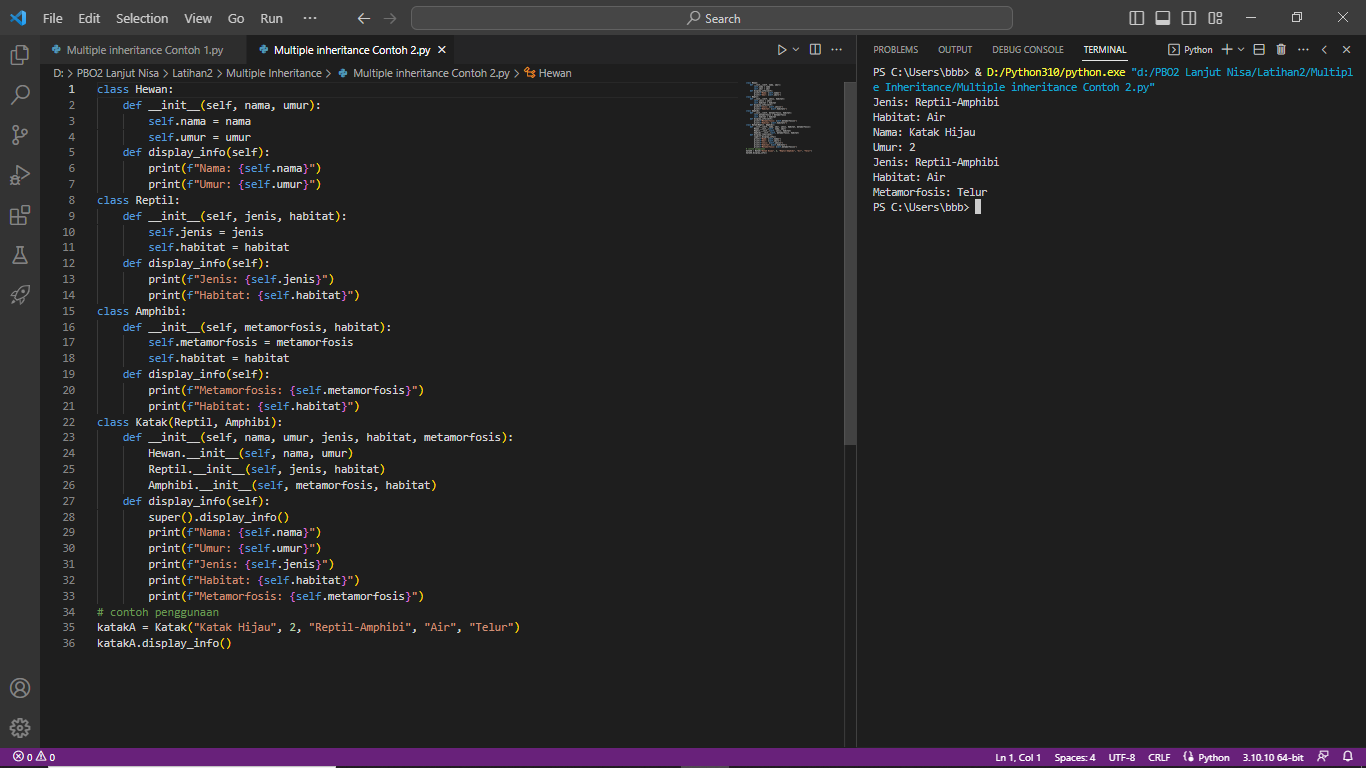 File Edit Selection View Go Run ··· Search
Multiple inheritance Contoh 1.py Multiple inheritance Contoh 2.py
D: > PBO2 Lanjut Nisa > Latihan2 > Multiple Inheritance > Multiple inheritance Contoh 2.py > Hewan
1 class Hewan:
2 def __init__(self, nama, umur):
3 self.nama = nama
4 self.umur = umur
5 def display_info(self):
6 print(f"Nama: {self.nama}")
7 print(f"Umur: {self.umur}")
8 class Reptil:
9 def __init__(self, jenis, habitat):
10 self.jenis = jenis
11 self.habitat = habitat
12 def display_info(self):
13 print(f"Jenis: {self.jenis}")
14 print(f"Habitat: {self.habitat}")
15 class Amphibi:
16 def __init__(self, metamorfosis, habitat):
17 self.metamorfosis = metamorfosis
18 self.habitat = habitat
19 def display_info(self):
20 print(f"Metamorfosis: {self.metamorfosis}")
21 print(f"Habitat: {self.habitat}")
22 class Katak(Reptil, Amphibi):
23 def __init__(self, nama, umur, jenis, habitat, metamorfosis):
24 Hewan.__init__(self, nama, umur)
25 Reptil.__init__(self, jenis, habitat)
26 Amphibi.__init__(self, metamorfosis, habitat)
27 def display_info(self):
28 super().display_info()
29 print(f"Nama: {self.nama}")
30 print(f"Umur: {self.umur}")
31 print(f"Jenis: {self.jenis}")
32 print(f"Habitat: {self.habitat}")
33 print(f"Metamorfosis: {self.metamorfosis}")
34 # contoh penggunaan
35 katakA = Katak("Katak Hijau", 2, "Reptil-Amphibi", "Air", "Telur")
36 katakA.display_info()
PROBLEMS OUTPUT DEBUG CONSOLE TERMINAL Python
PS C:\Users\bbb> & D:/Python310/python.exe "d:/PBO2 Lanjut Nisa/Latihan2/Multipl
e Inheritance/Multiple inheritance Contoh 2.py"
Jenis: Reptil-Amphibi
Habitat: Air
Nama: Katak Hijau
Umur: 2
Jenis: Reptil-Amphibi
Habitat: Air
Metamorfosis: Telur
PS C:\Users\bbb>
0 0 Ln 1, Col 1 Spaces: 4 UTF-8 CRLF Python 3.10.10 64-bit